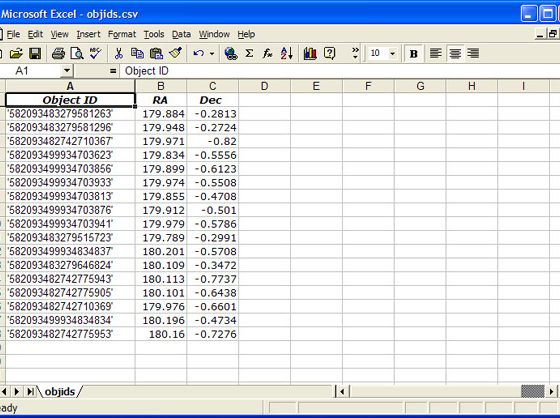 Microsoft Excel - objids.csv
File Edit View Insert Format Tools Data Window Help
10 B
A1 = Object ID
A B C D E F G H I
Object ID RA Dec
'582093483279581263' 179.884 -0.2813
'582093483279581296' 179.948 -0.2724
'582093482742710367' 179.971 -0.82
'582093499934703623' 179.834 -0.5556
'582093499934703856' 179.899 -0.6123
'582093499934703933' 179.974 -0.5508
'582093499934703813' 179.855 -0.4708
'582093499934703876' 179.912 -0.501
'582093499934703941' 179.979 -0.5786
'582093483279515723' 179.789 -0.2991
'582093499934834837' 180.201 -0.5708
'582093483279646824' 180.109 -0.3472
'582093482742775943' 180.113 -0.7737
'582093482742775905' 180.101 -0.6438
'582093482742710369' 179.976 -0.6601
'582093499934834834' 180.196 -0.4734
'582093482742775953' 180.16 -0.7276
objids
eady